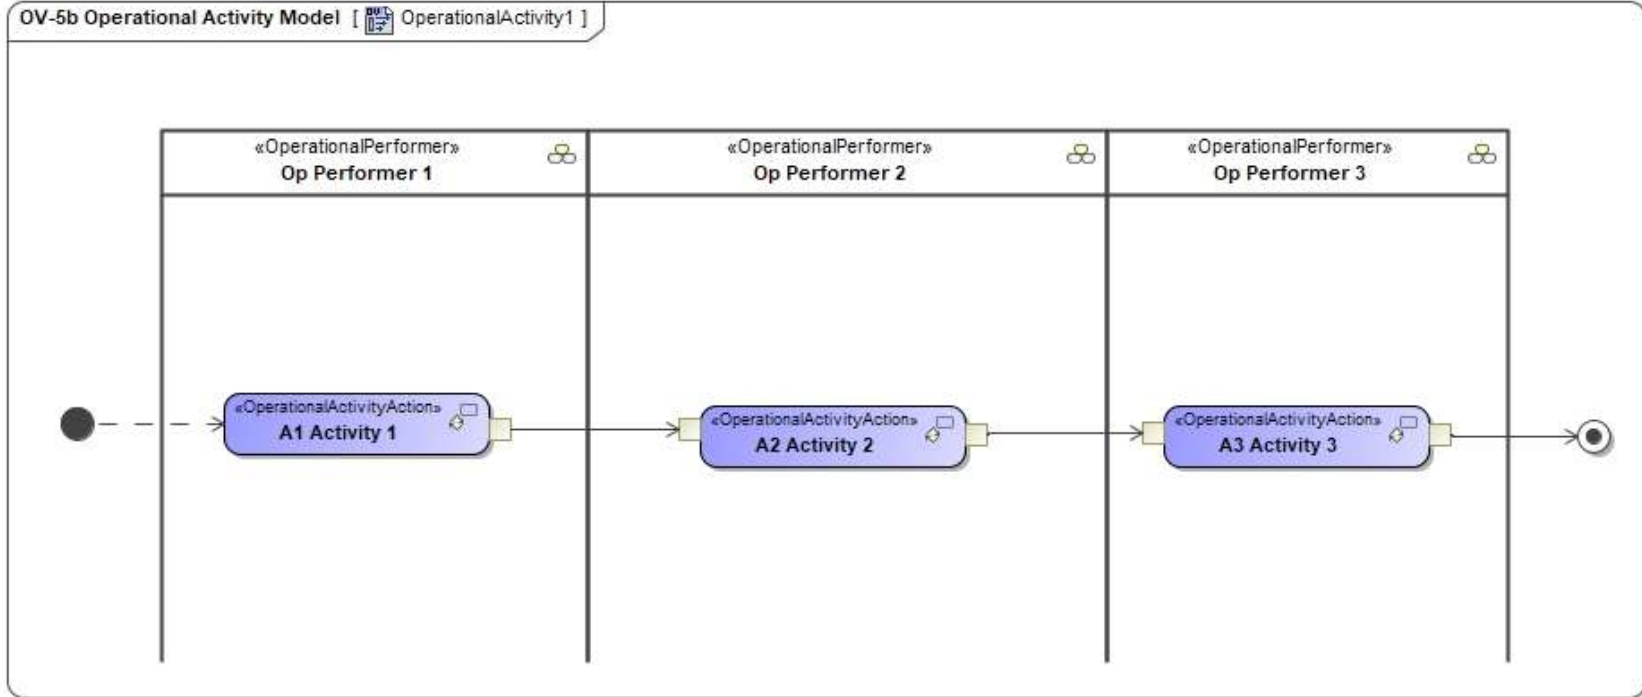 OV-5b Operational Activity Model [ OperationalActivity1 ]
«OperationalPerformer»
Op Performer 1
«OperationalPerformer»
Op Performer 2
«OperationalPerformer»
Op Performer 3
«OperationalActivityAction»
A1 Activity 1
«OperationalActivityAction»
A2 Activity 2
«OperationalActivityAction»
A3 Activity 3